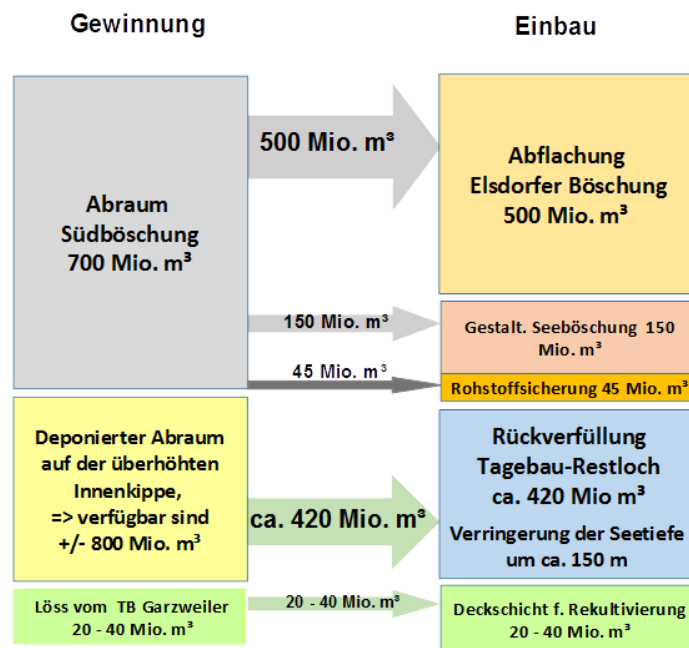 Gewinnung
Einbau
Abraum
Südböschung
700 Mio. m³
500 Mio. m³
Abflachung
Elsdorfer Böschung
500 Mio. m³
150 Mio. m³
Gestalt. Seeböschung 150
Mio. m³
45 Mio. m³
Rohstoffsicherung 45 Mio. m³
Deponierter Abraum
auf der überhöhten
Innenkippe,
=> verfügbar sind
+/- 800 Mio. m³
ca. 420 Mio. m³
Rückverfüllung
Tagebau-Restloch
ca. 420 Mio m³
Verringerung der Seetiefe
um ca. 150 m
Löss vom TB Garzweiler
20 - 40 Mio. m³
20 - 40 Mio. m³
Deckschicht f. Rekultivierung
20 - 40 Mio. m³